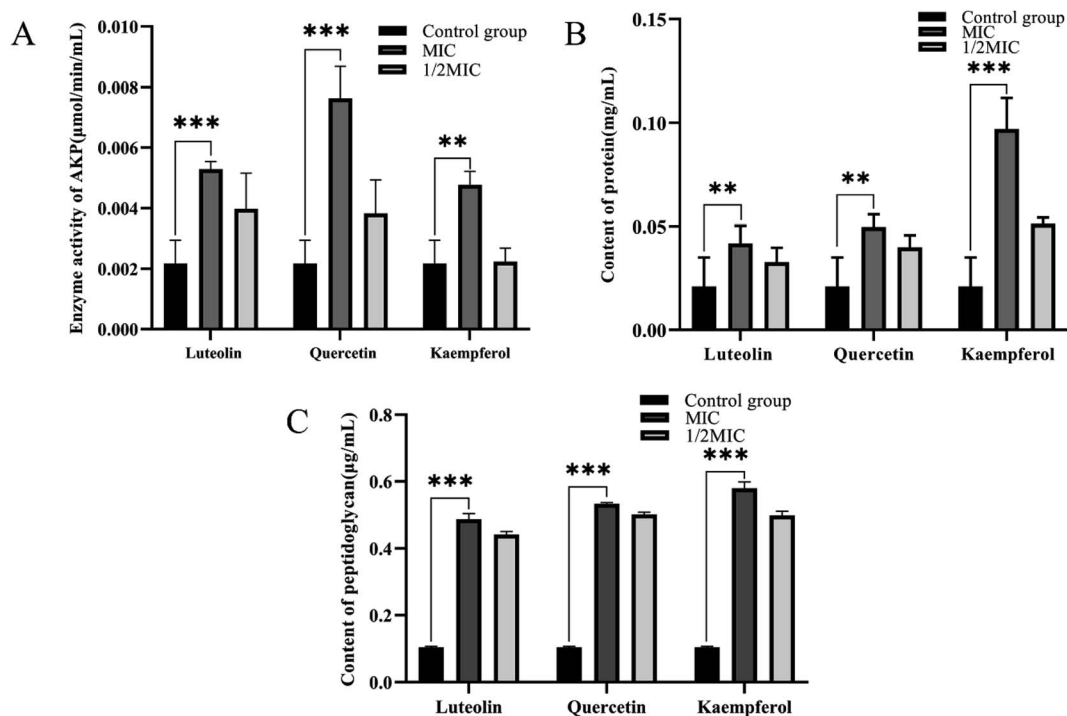 A
Enzyme activity of AKP(μmol/min/mL)
0.010
0.008
0.006
0.004
0.002
0.000
***
***
**
Control group
MIC
1/2MIC
Luteolin
Quercetin
Kaempferol
B
Content of protein(mg/mL)
0.15
0.10
0.05
0.00
**
**
***
Control group
MIC
1/2MIC
Luteolin
Quercetin
Kaempferol
C
Content of peptidoglycan(μg/mL)
0.8
0.6
0.4
0.2
0.0
***
***
***
Control group
MIC
1/2MIC
Luteolin
Quercetin
Kaempferol